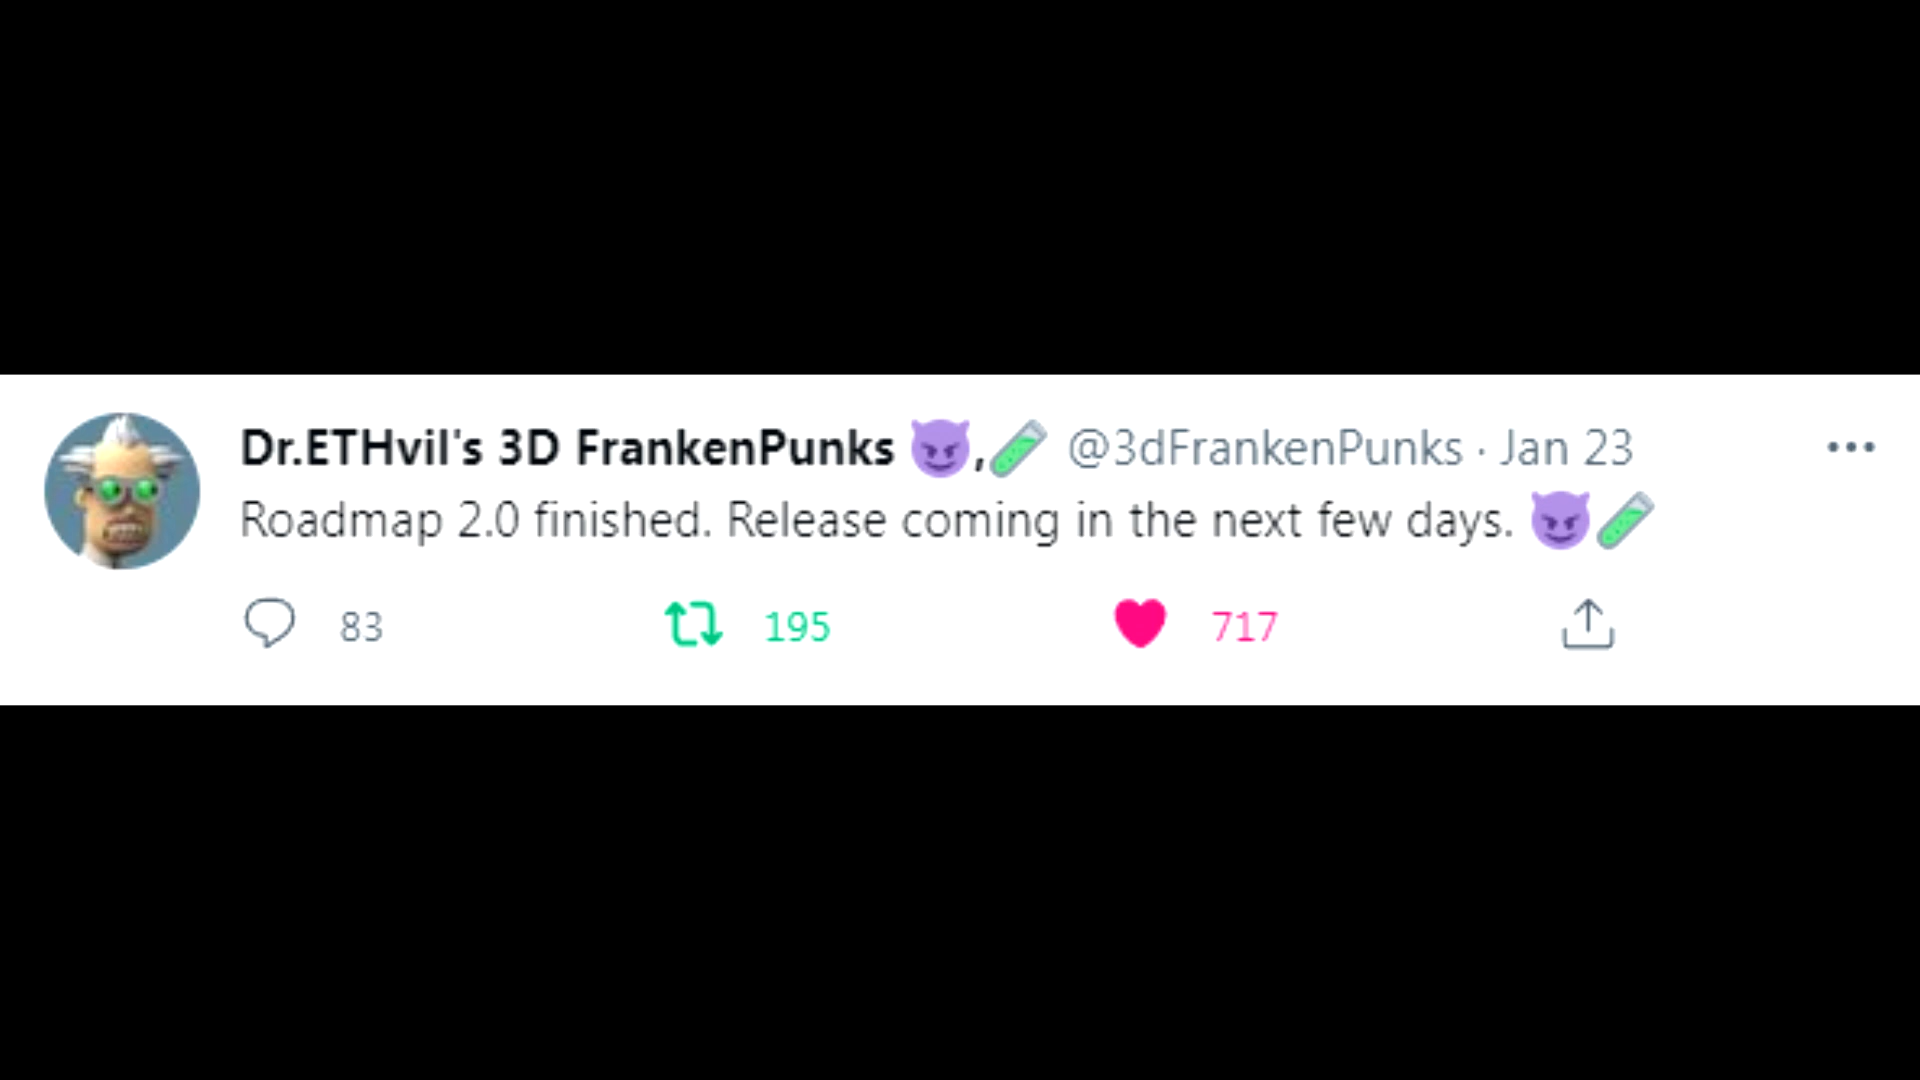 Dr.ETHvil's 3D FrankenPunks 😈,🧪 @3dFrankenPunks · Jan 23
Roadmap 2.0 finished. Release coming in the next few days. 😈🧪
83 195 717